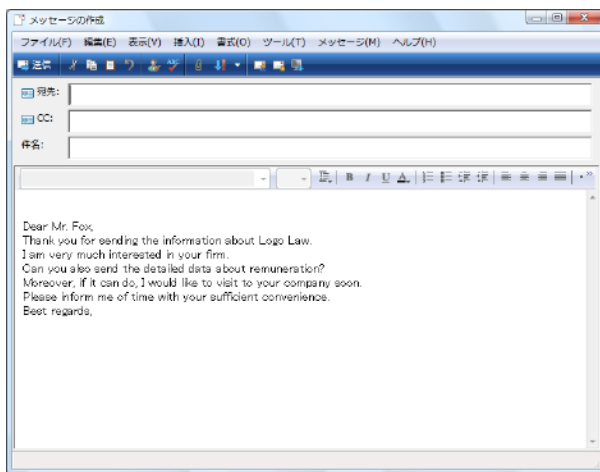 メッセージの作成
ファイル(F) 編集(E) 表示(V) 挿入(I) 書式(O) ツール(T) メッセージ(M) ヘルプ(H)
送信
宛先:
CC:
件名:
B I U A
Dear Mr. Fox,
Thank you for sending the information about Logo Law.
I am very much interested in your firm.
Can you also send the detailed data about remuneration?
Moreover, if it can do, I would like to visit to your company soon.
Please inform me of time with your sufficient convenience.
Best regards,